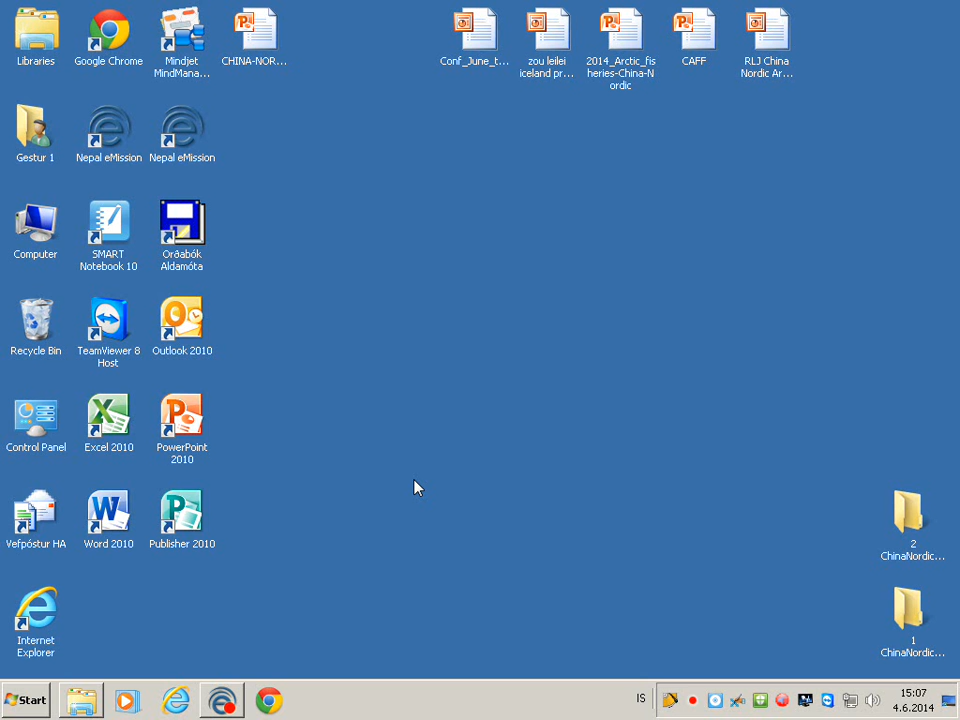 Libraries
Google Chrome
Mindjet
MindMana...
CHINA-NOR...
Conf_June_t...
zou leilei
iceland pr...
2014_Arctic_fis
heries-China-N
ordic
CAFF
RLJ China
Nordic Ar...
Gestur 1
Nepal eMission
Nepal eMission
Computer
SMART
Notebook 10
Orðabók
Aldamóta
Recycle Bin
TeamViewer 8
Host
Outlook 2010
Control Panel
Excel 2010
PowerPoint
2010
Vefpóstur HA
Word 2010
Publisher 2010
2
ChinaNordic...
Internet
Explorer
1
ChinaNordic...
Start
IS
15:07
4.6.2014